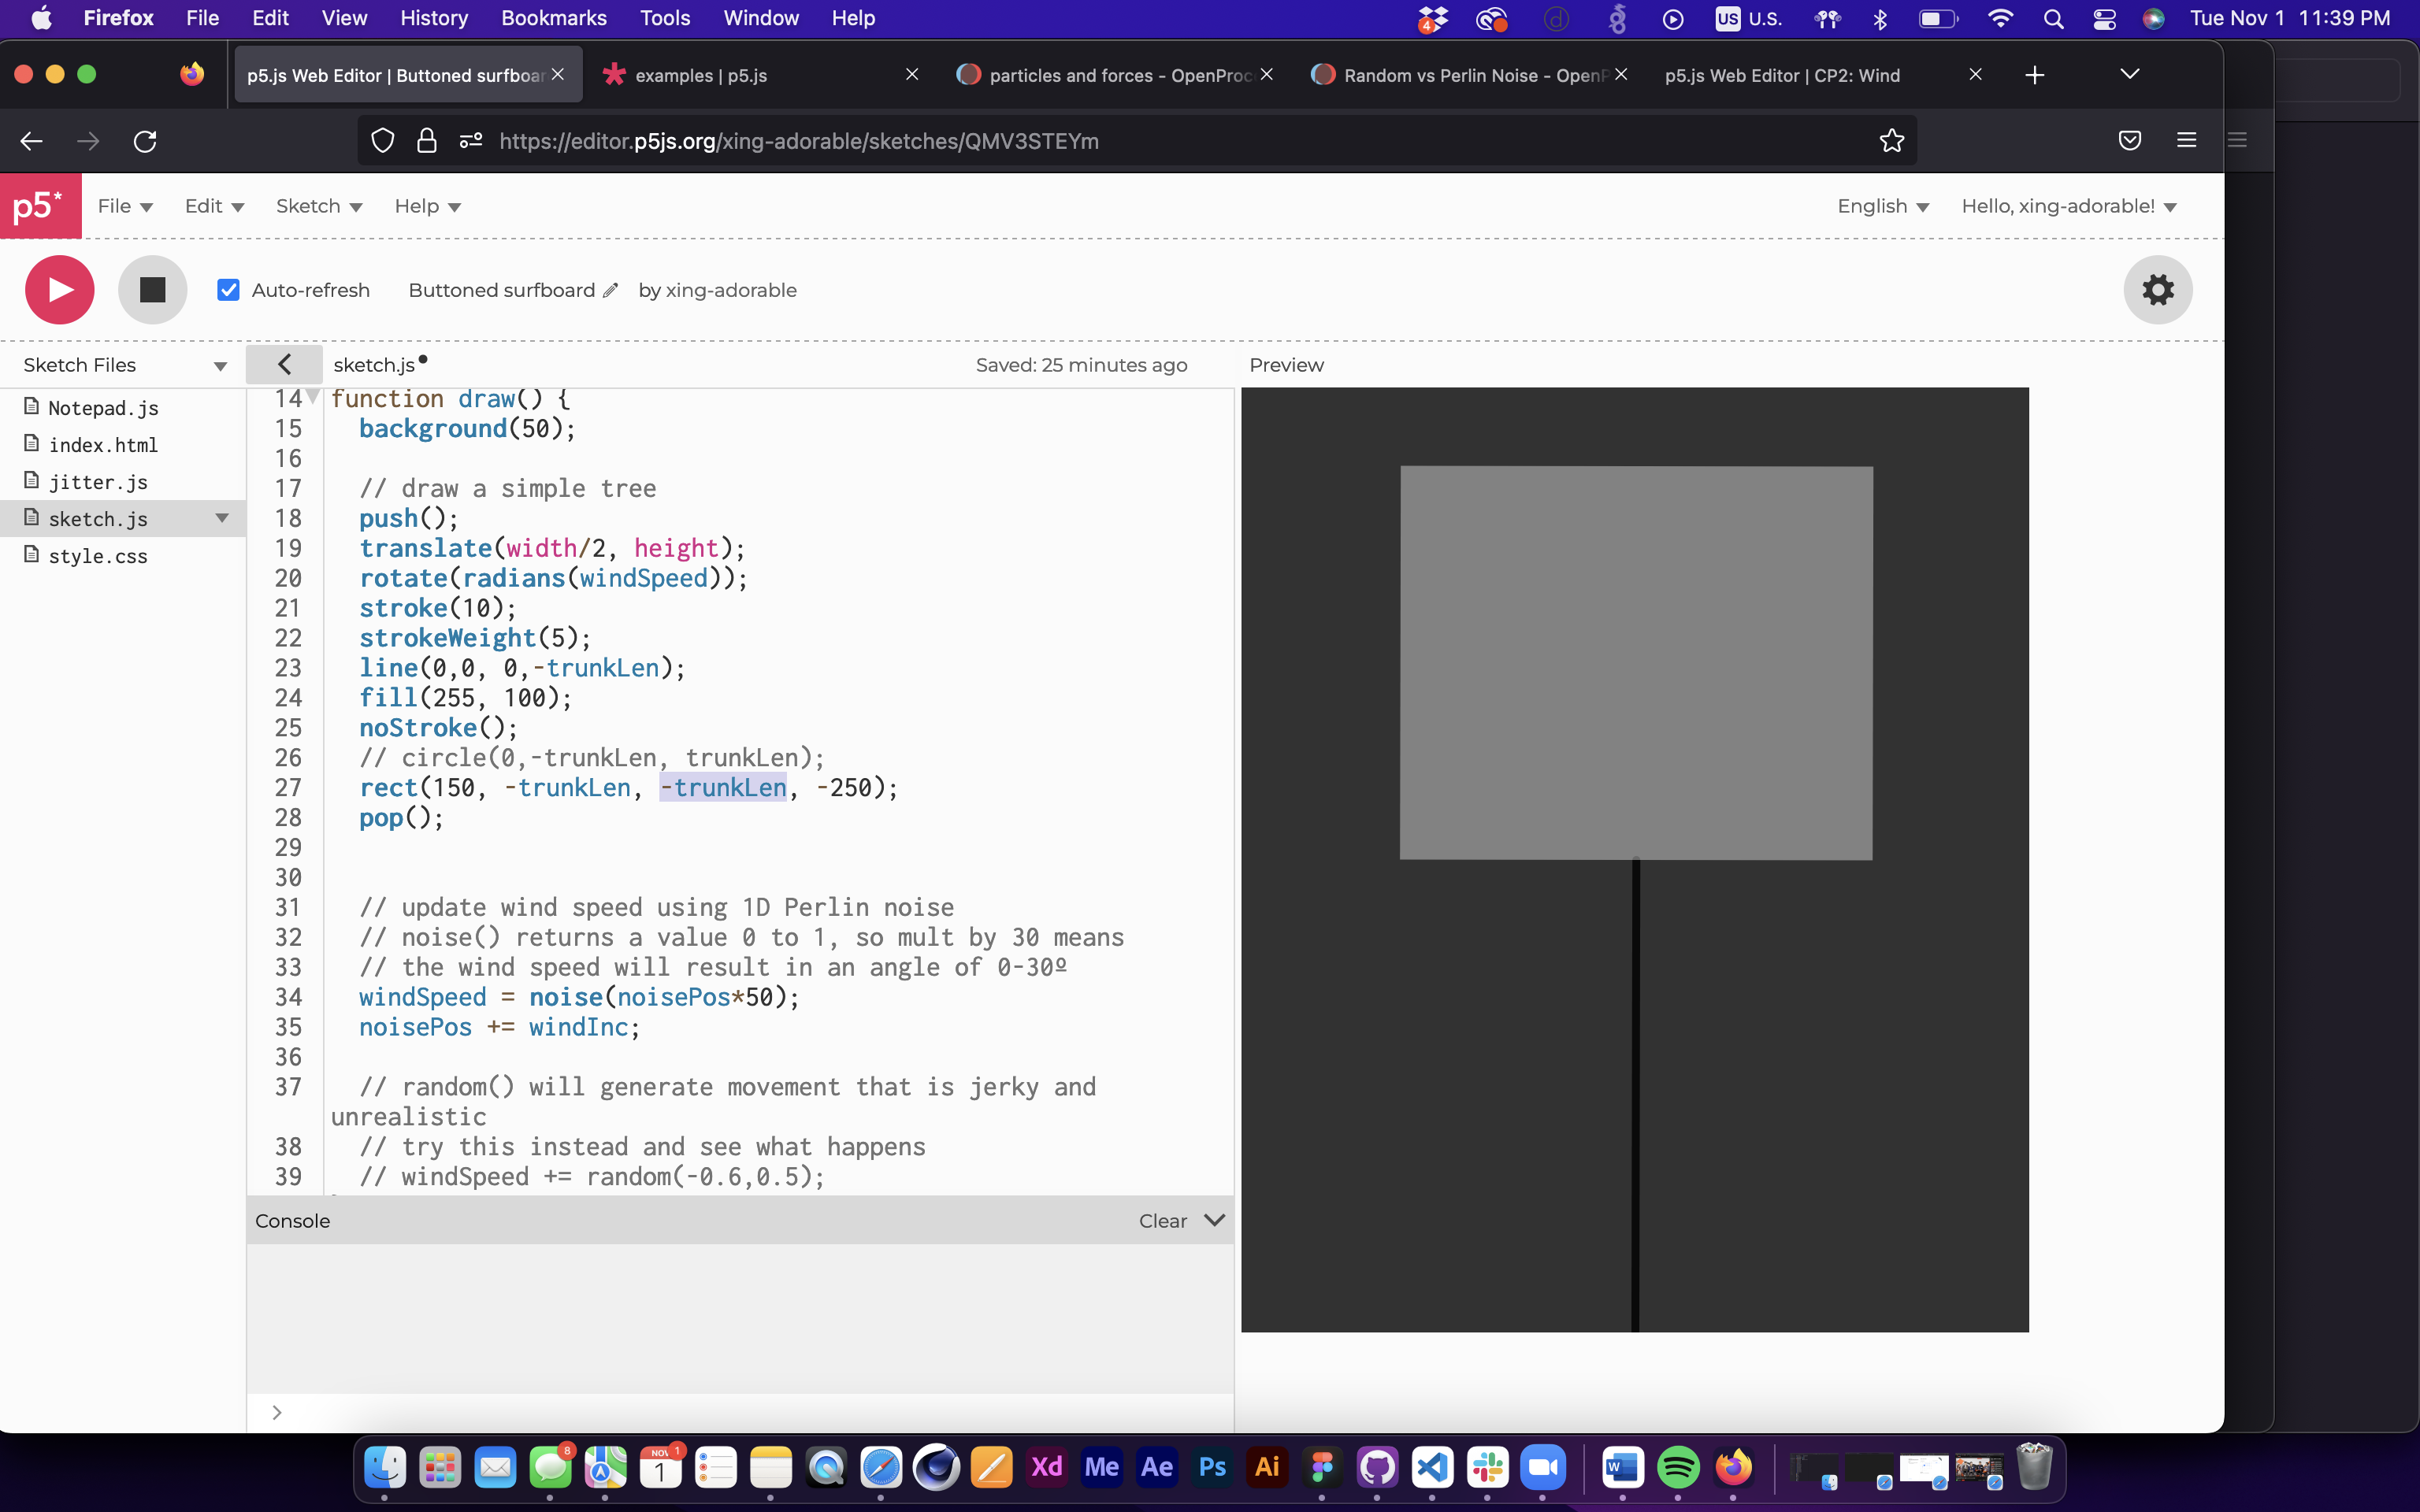 Firefox File Edit View History Bookmarks Tools Window Help 4 US U.S. Tue Nov 1 11:39 PM
p5.js Web Editor | Buttoned surfboar examples | p5.js particles and forces - OpenProc Random vs Perlin Noise - OpenP p5.js Web Editor | CP2: Wind
https://editor.p5js.org/xing-adorable/sketches/QMV3STEYm
p5* File Edit Sketch Help English Hello, xing-adorable!
Auto-refresh Buttoned surfboard by xing-adorable
Sketch Files sketch.js Saved: 25 minutes ago Preview
Notepad.js
index.html
jitter.js
sketch.js
style.css
14 function draw() {
15 background(50);
16
17 // draw a simple tree
18 push();
19 translate(width/2, height);
20 rotate(radians(windSpeed));
21 stroke(10);
22 strokeWeight(5);
23 line(0,0, 0,-trunkLen);
24 fill(255, 100);
25 noStroke();
26 // circle(0,-trunkLen, trunkLen);
27 rect(150, -trunkLen, -trunkLen, -250);
28 pop();
29
30
31 // update wind speed using 1D Perlin noise
32 // noise() returns a value 0 to 1, so mult by 30 means
33 // the wind speed will result in an angle of 0-30º
34 windSpeed = noise(noisePos*50);
35 noisePos += windInc;
36
37 // random() will generate movement that is jerky and
unrealistic
38 // try this instead and see what happens
39 // windSpeed += random(-0.6,0.5);
Console Clear
>
8 NOV 1 1 Xd Me Ae Ps Ai W